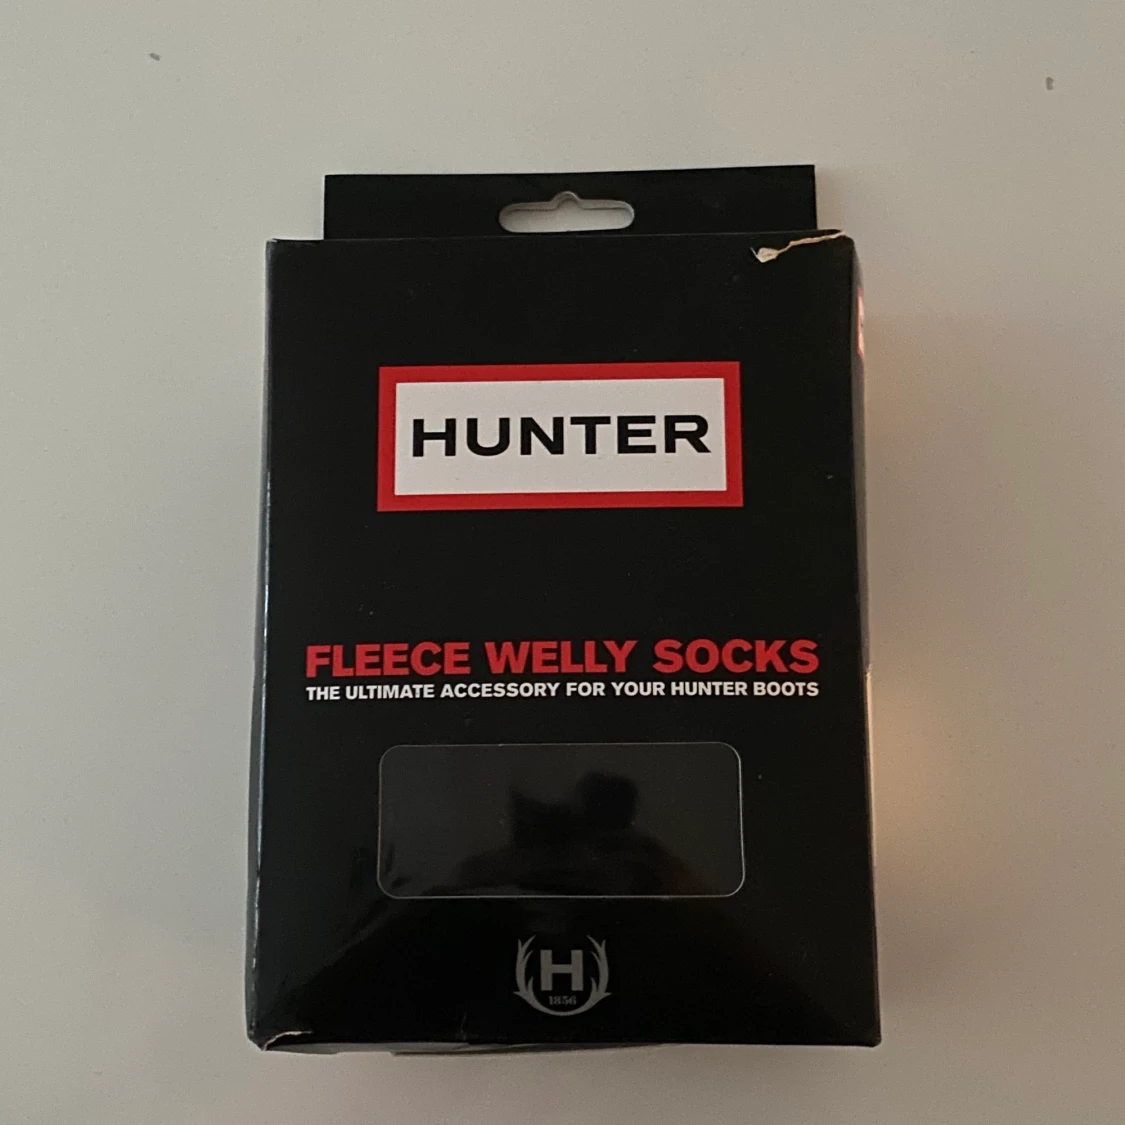 HUNTER
FLEECE WELLY SOCKS
THE ULTIMATE ACCESSORY FOR YOUR HUNTER BOOTS
H
1856